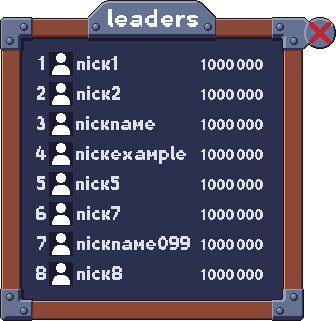 leaders
1 nick1 1000000
2 nick2 1000000
3 nickname 1000000
4 nickexample 1000000
5 nick5 1000000
6 nick7 1000000
7 nickname099 1000000
8 nick8 1000000